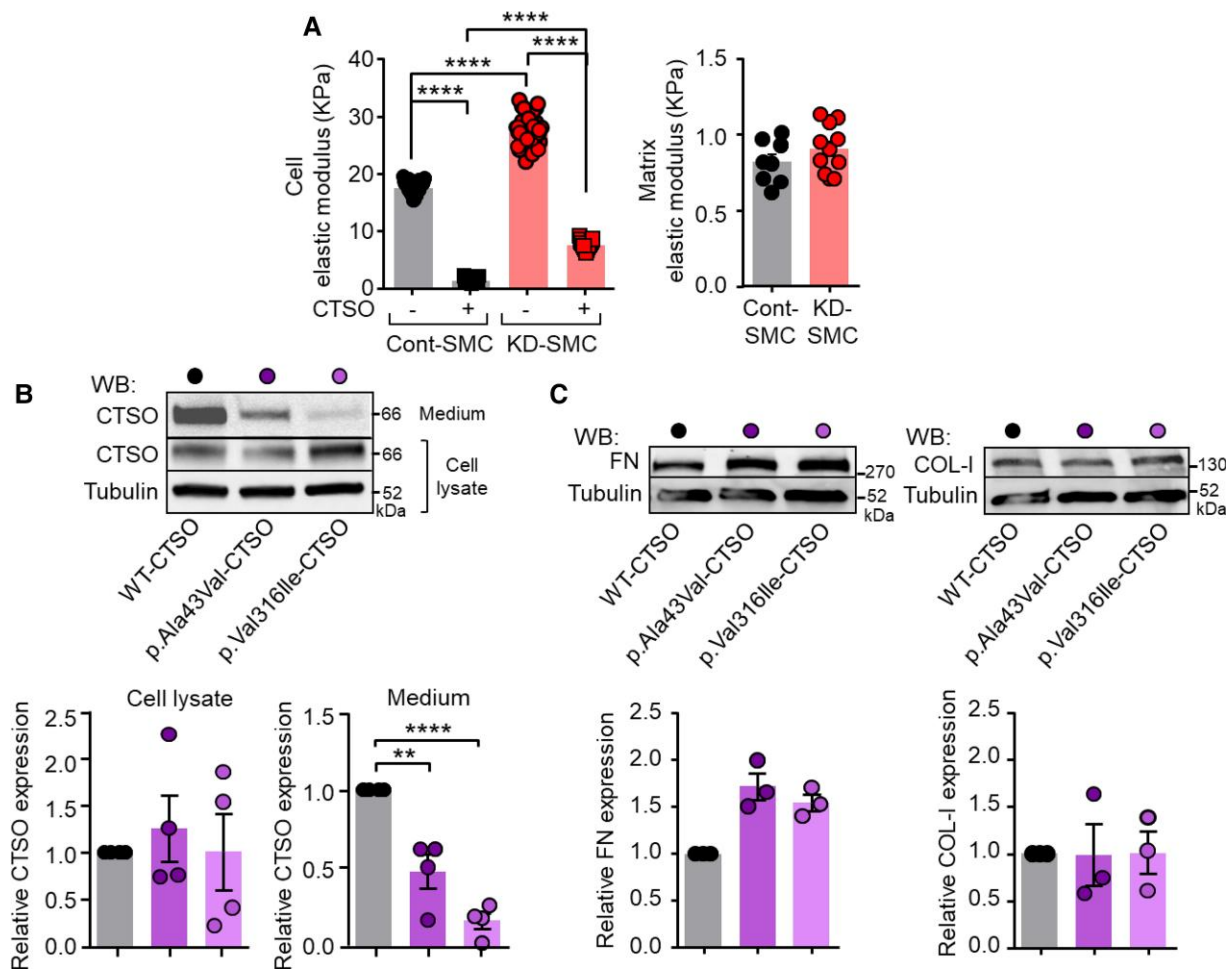 A
Cell
elastic modulus (KPa)
40
30
20
10
0
****
****
****
****
CTSO - + - +
Cont-SMC KD-SMC
Matrix
elastic modulus (KPa)
1.5
1.0
0.5
0.0
Cont-
SMC
KD-
SMC
B
WB:
CTSO 66 Medium
CTSO 66
Tubulin 52
kDa
Cell
lysate
WT-CTSO
p.Ala43Val-CTSO
p.Val316Ile-CTSO
Cell lysate
Relative CTSO expression
2.5
2.0
1.5
1.0
0.5
0.0
Medium
Relative CTSO expression
1.5
1.0
0.5
0.0
****
**
C
WB:
FN 270
Tubulin 52
kDa
WT-CTSO
p.Ala43Val-CTSO
p.Val316Ile-CTSO
WB:
COL-I 130
Tubulin 52
kDa
WT-CTSO
p.Ala43Val-CTSO
p.Val316Ile-CTSO
Relative FN expression
2.5
2.0
1.5
1.0
0.5
0.0
Relative COL-I expression
2.5
2.0
1.5
1.0
0.5
0.0